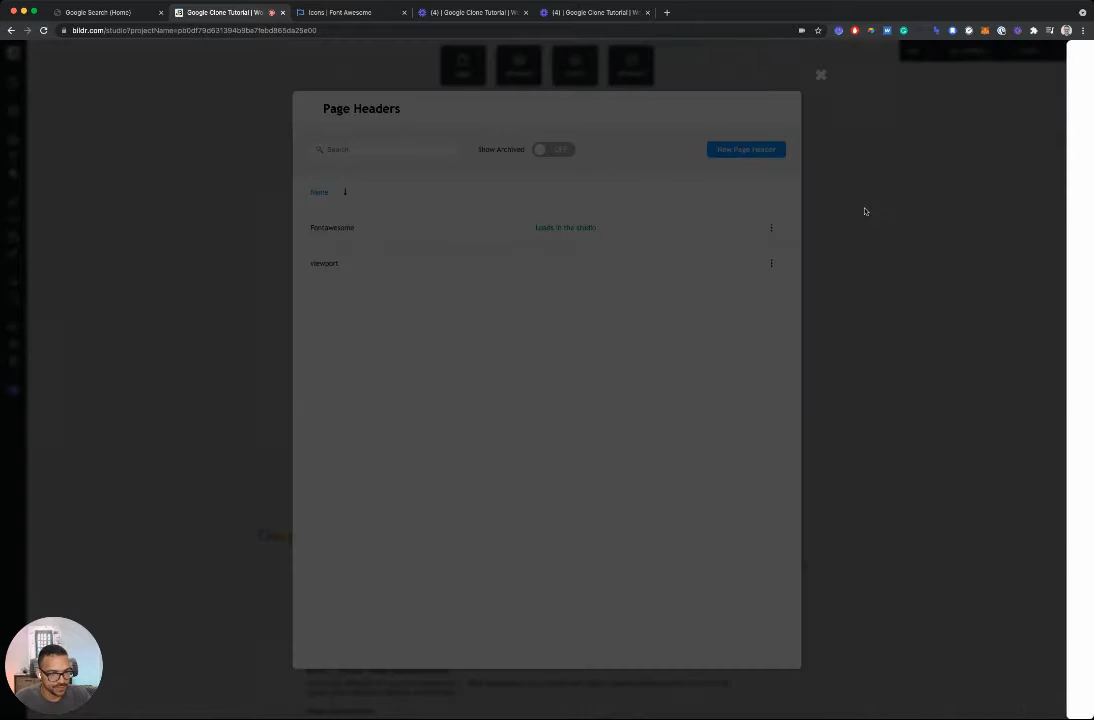 Google Search (Home)
Google Clone Tutorial | Wo
Icons | Font Awesome
(4) | Google Clone Tutorial | W
(4) | Google Clone Tutorial | W
bildr.com/studio?projectName=pb0df79d631394b9ba7febd865da25e00
Page Headers
Search
Show Archived
OFF
New Page Header
Name
Fontawesome
Loads in the studio
viewport